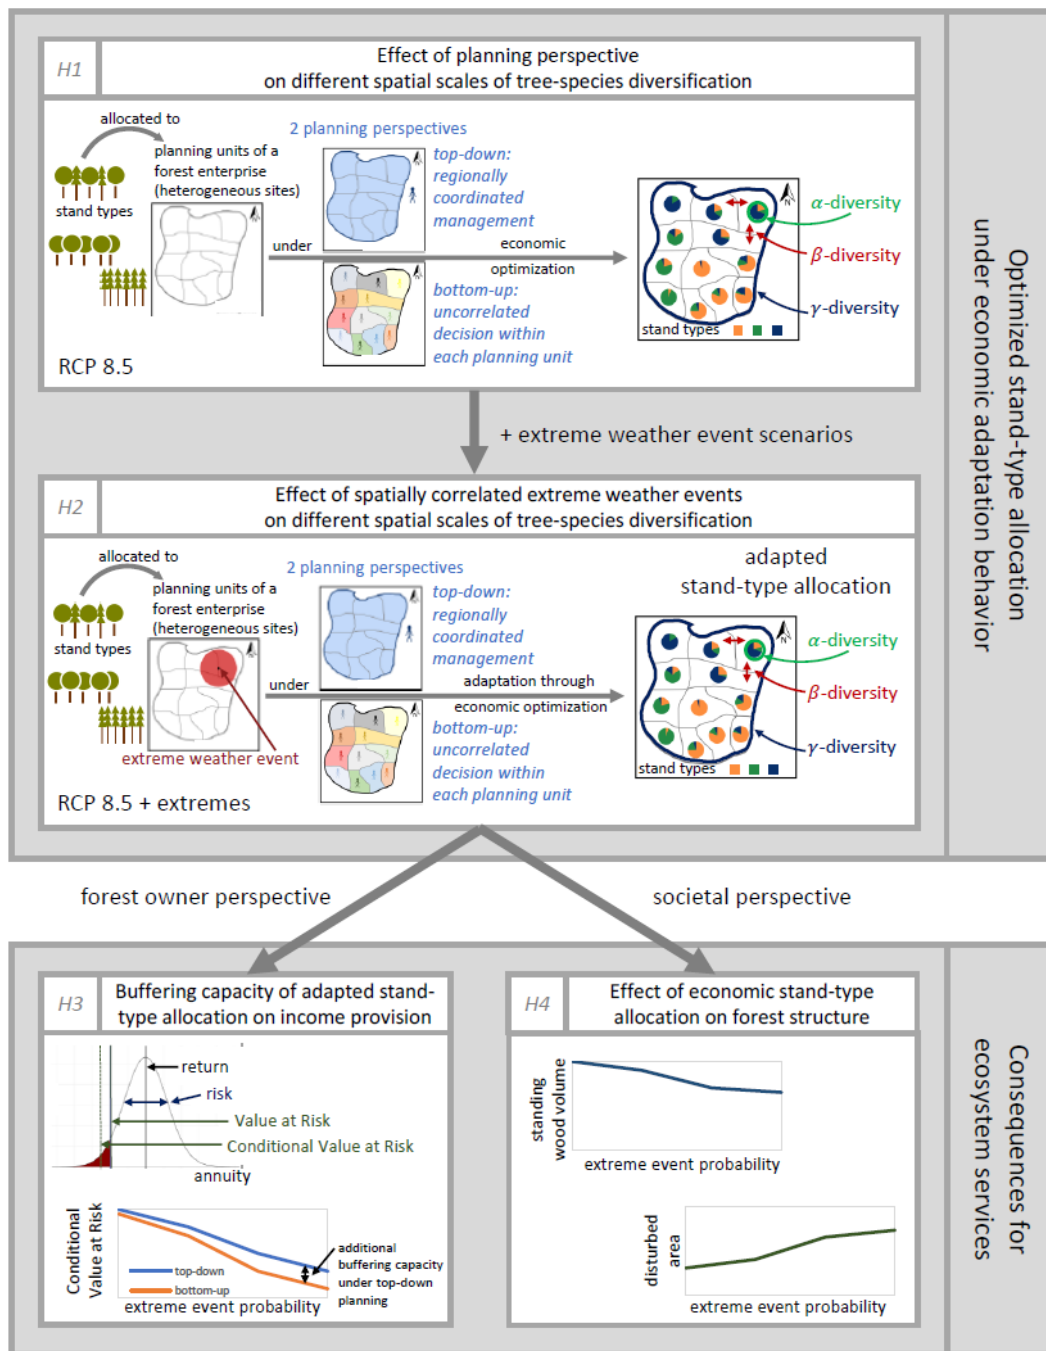 H1
Effect of planning perspective
on different spatial scales of tree-species diversification
allocated to
planning units of a
forest enterprise
(heterogeneous sites)
stand types
2 planning perspectives
top-down:
regionally
coordinated
management
under
economic
optimization
bottom-up:
uncorrelated
decision within
each planning unit
N
α-diversity
β-diversity
γ-diversity
stand types
RCP 8.5
+ extreme weather event scenarios
H2
Effect of spatially correlated extreme weather events
on different spatial scales of tree-species diversification
allocated to
planning units of a
forest enterprise
(heterogeneous sites)
stand types
extreme weather event
2 planning perspectives
top-down:
regionally
coordinated
management
under
adaptation through
economic optimization
bottom-up:
uncorrelated
decision within
each planning unit
adapted
stand-type allocation
N
α-diversity
β-diversity
γ-diversity
stand types
RCP 8.5 + extremes
Optimized stand-type allocation
under economic adaptation behavior
forest owner perspective
societal perspective
H3
Buffering capacity of adapted stand-
type allocation on income provision
return
risk
Value at Risk
Conditional Value at Risk
annuity
Conditional
Value at Risk
top-down
bottom-up
additional
buffering capacity
under top-down
planning
extreme event probability
H4
Effect of economic stand-type
allocation on forest structure
standing
wood volume
extreme event probability
disturbed
area
extreme event probability
Consequences for
ecosystem services